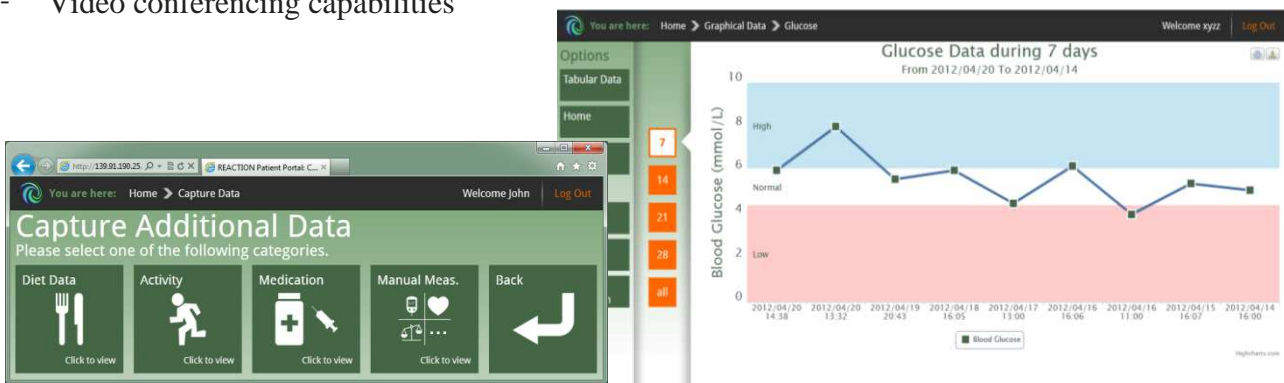 - Video conferencing capabilities
You are here: Home Graphical Data Glucose
Welcome xyzz Log Out
Options
Tabular Data
Home
7
14
21
28
all
Glucose Data during 7 days
From 2012/04/20 To 2012/04/14
Blood Glucose (mmol/L)
10
8
6
4
2
0
High
Normal
Low
2012/04/20 14:38
2012/04/20 13:32
2012/04/19 20:43
2012/04/18 16:05
2012/04/17 13:00
2012/04/16 16:06
2012/04/16 11:00
2012/04/15 16:07
2012/04/14 16:00
Blood Glucose
Highcharts.com
http://139.91.190.25
REACTION Patient Portal: C...
You are here: Home Capture Data
Welcome John Log Out
Capture Additional Data
Please select one of the following categories.
Diet Data
Click to view
Activity
Click to view
Medication
Click to view
Manual Meas.
...
Click to view
Back